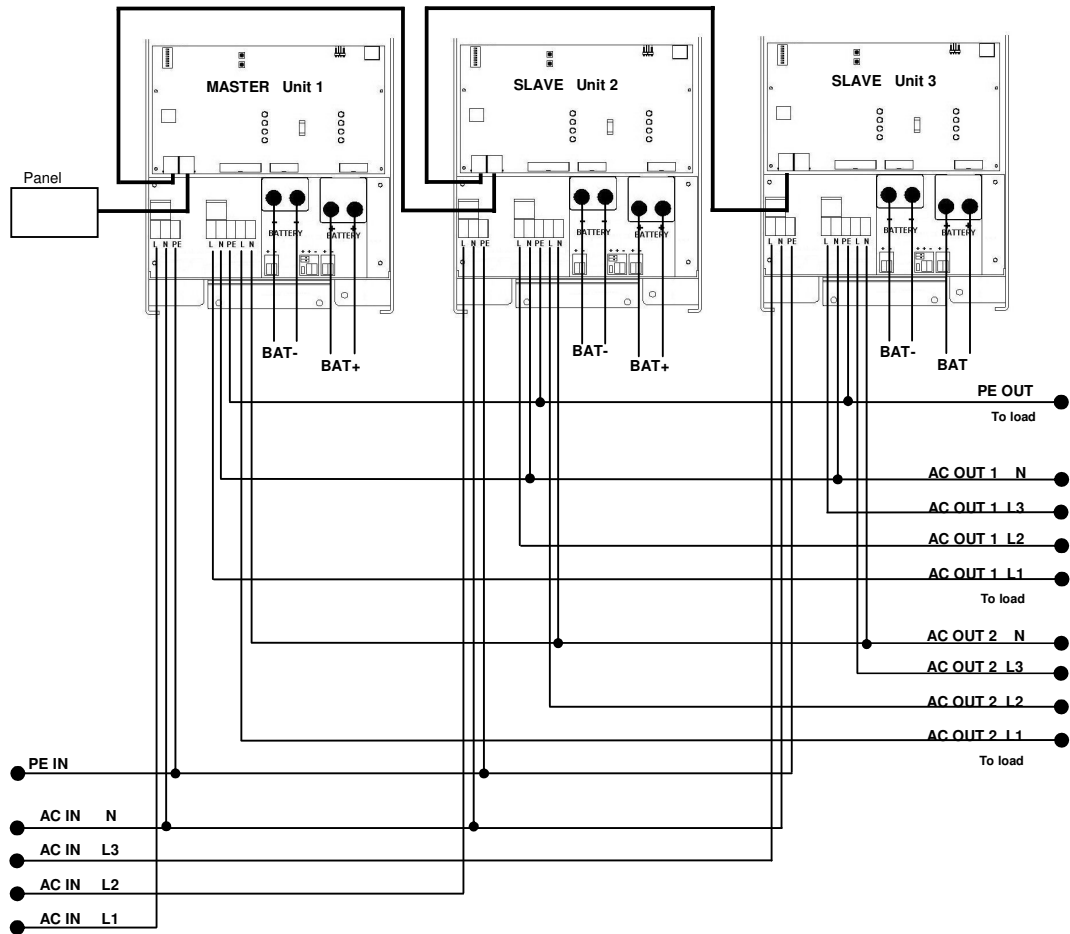 MASTER Unit 1
SLAVE Unit 2
SLAVE Unit 3
Panel
- - BATTERY + + BATTERY
- - BATTERY + + BATTERY
- - BATTERY + + BATTERY
L N PE L N PE L N
L N PE L N PE L N
L N PE L N PE L N
+ - + + -
+ - + + -
+ - + + -
BAT-
BAT+
BAT-
BAT+
BAT-
BAT
PE OUT
To load
AC OUT 1 N
AC OUT 1 L3
AC OUT 1 L2
AC OUT 1 L1
To load
AC OUT 2 N
AC OUT 2 L3
AC OUT 2 L2
AC OUT 2 L1
To load
PE IN
AC IN N
AC IN L3
AC IN L2
AC IN L1